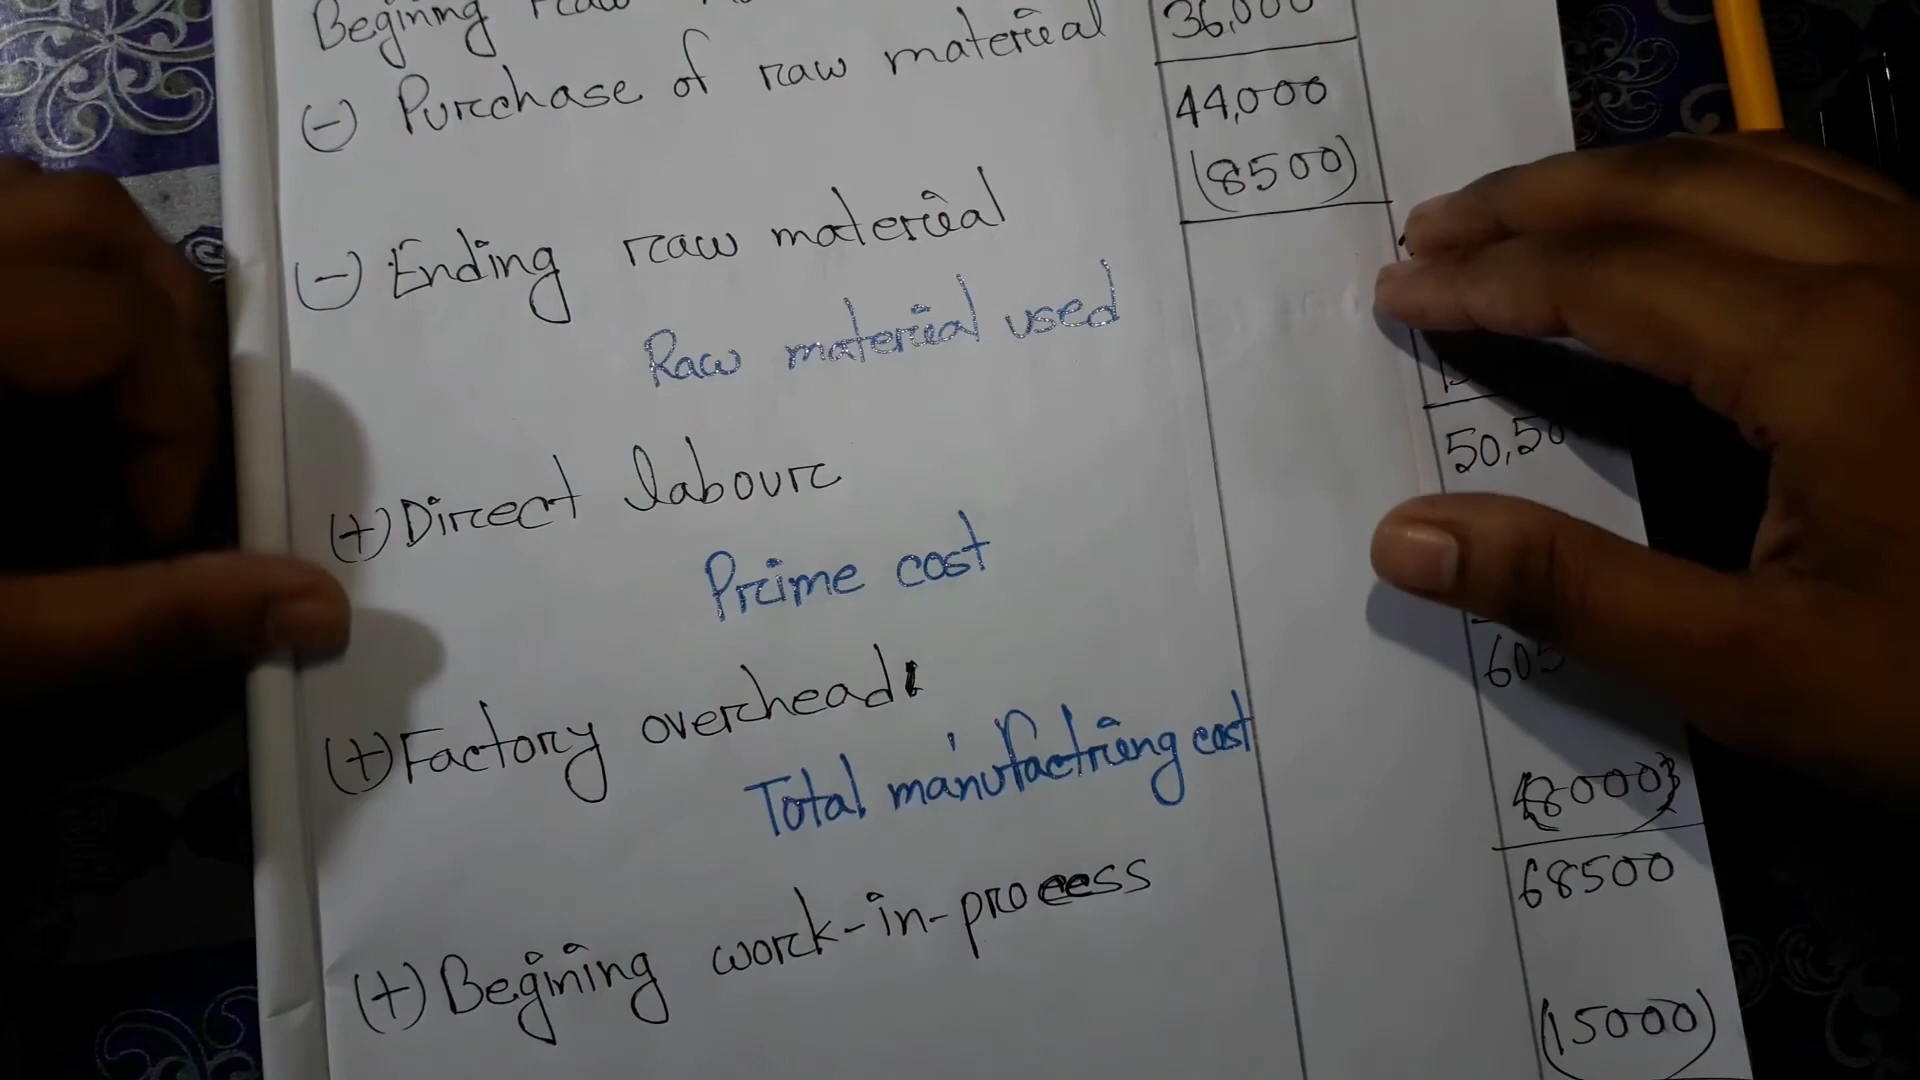 Begining
36,000
(-) Purchase of raw material
44,000
(8500)
(-) Ending raw material
Raw material used
50,50
(+) Direct labour
Prime cost
605
(+) Factory overhead
Total manufactring cost
(8000)
68500
(+) Begining work-in-process
(15000)